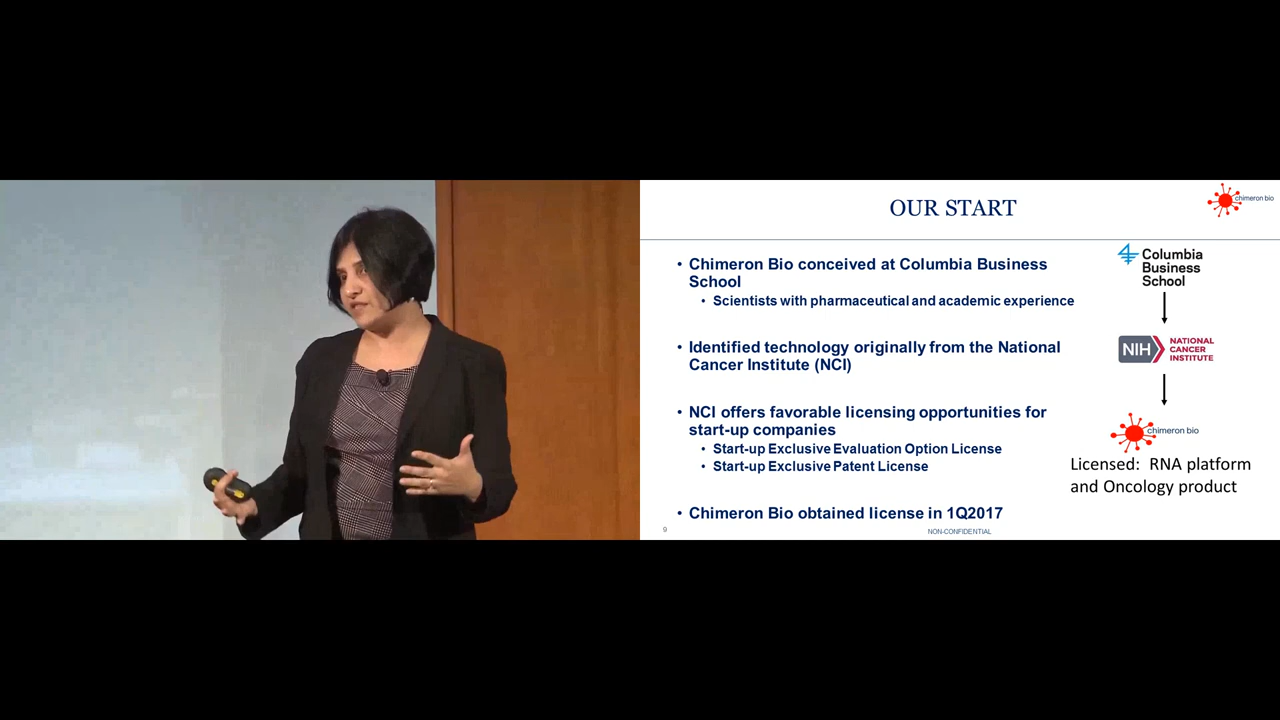 OUR START
chimeron bio
• Chimeron Bio conceived at Columbia Business
School
• Scientists with pharmaceutical and academic experience
• Identified technology originally from the National
Cancer Institute (NCI)
• NCI offers favorable licensing opportunities for
start-up companies
• Start-up Exclusive Evaluation Option License
• Start-up Exclusive Patent License
• Chimeron Bio obtained license in 1Q2017
Columbia
Business
School
NIH
NATIONAL
CANCER
INSTITUTE
chimeron bio
Licensed: RNA platform
and Oncology product
9
NON-CONFIDENTIAL